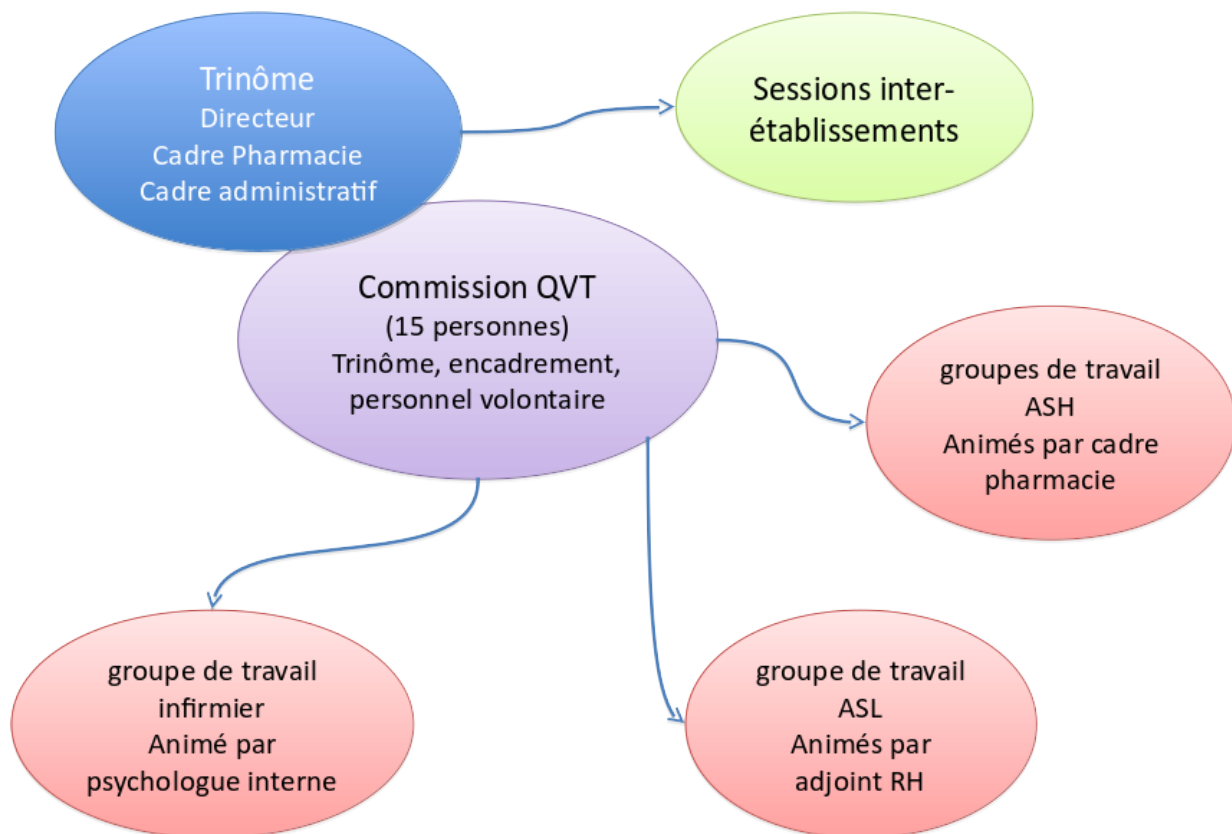 Trinôme
Directeur
Cadre Pharmacie
Cadre administratif
Sessions inter-
établissements
Commission QVT
(15 personnes)
Trinôme, encadrement,
personnel volontaire
groupes de travail
ASH
Animés par cadre
pharmacie
groupe de travail
infirmier
Animé par
psychologue interne
groupe de travail
ASL
Animés par
adjoint RH